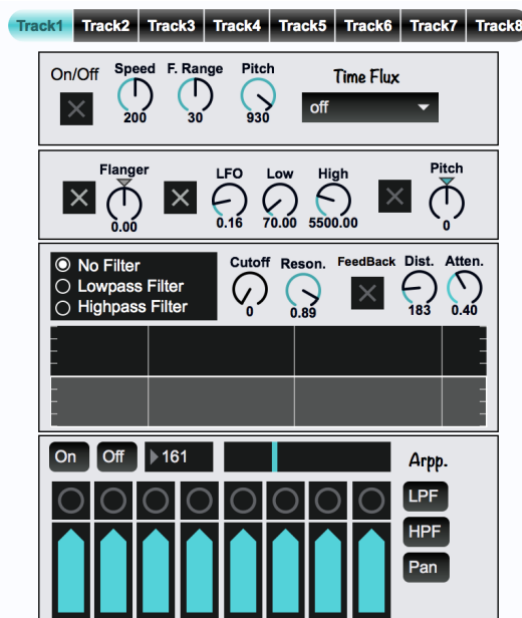 Track1 Track2 Track3 Track4 Track5 Track6 Track7 Track8
On/Off Speed F. Range Pitch Time Flux
200 30 930 off
Flanger LFO Low High Pitch
0.00 0.16 70.00 5500.00 0
No Filter Cutoff Reson. FeedBack Dist. Atten.
Lowpass Filter
Highpass Filter 0 0.89 183 0.40
On Off 161 Arpp.
LPF
HPF
Pan